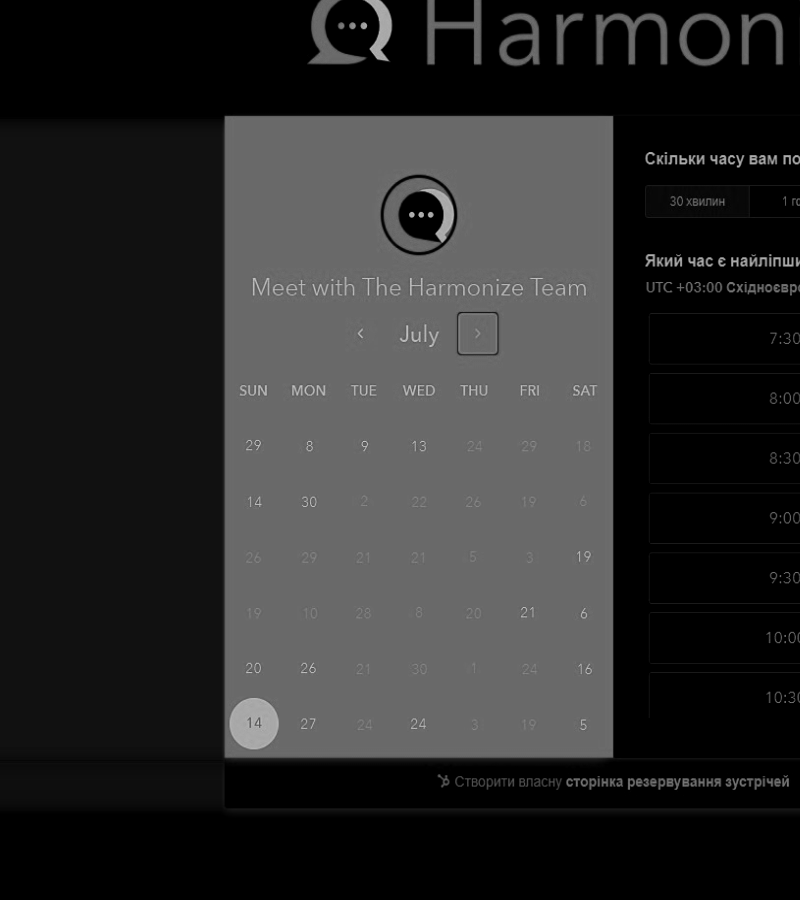 Harmon
Meet with The Harmonize Team
July
SUN MON TUE WED THU FRI SAT
29 8 9 13 24 29 18
14 30 2 22 26 19 6
26 29 21 21 5 3 19
19 10 28 8 20 21 6
20 26 21 30 1 24 16
14 27 24 24 3 19 5
Скільки часу вам по
30 хвилин 1 го
Який час є найліпши
UTC +03:00 Східноєвро
7:30
8:00
8:30
9:00
9:30
10:00
10:30
Створити власну сторінка резервування зустрічей